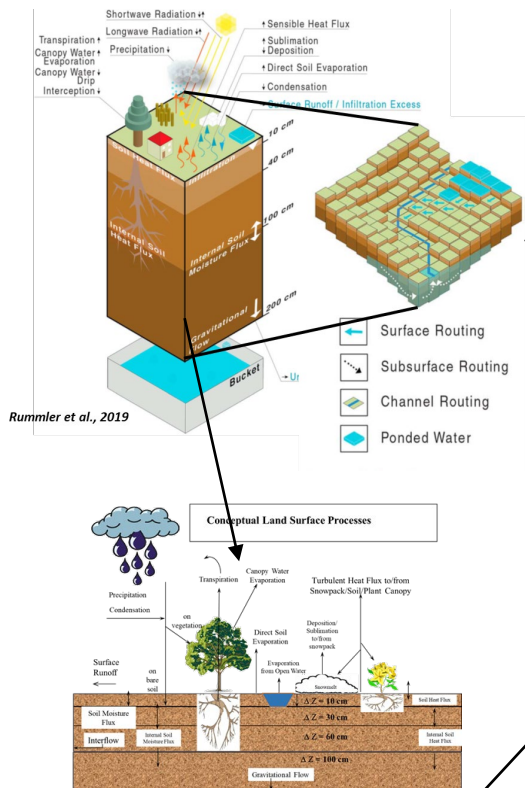 Shortwave Radiation↓↑
Longwave Radiation↓↑
Precipitation↓
Transpiration↑
Canopy Water↑
Evaporation
Canopy Water↓
Drip
Interception↓
↑Sensible Heat Flux
↑Sublimation
↓Deposition
↑Direct Soil Evaporation
↓Condensation
Surface Runoff / Infiltration Excess
Soil Heat Flux
Infiltration
10 cm
40 cm
100 cm
200 cm
Internal Soil
Heat Flux
Internal Soil
Moisture Flux
Gravitational
Flow
Bucket
Rummler et al., 2019
Surface Routing
Subsurface Routing
Channel Routing
Ponded Water
Conceptual Land Surface Processes
Precipitation
Condensation
Transpiration
Canopy Water
Evaporation
Turbulent Heat Flux to/from
Snowpack/Soil/Plant Canopy
on
vegetation
Direct Soil
Evaporation
Deposition/
Sublimation
to/from
snowpack
Evaporation
from Open Water
Surface
Runoff
on
bare
soil
Snowmelt
Δ Z = 10 cm
Δ Z = 30 cm
Δ Z = 60 cm
Δ Z = 100 cm
Soil Heat Flux
Soil Moisture
Flux
Interflow
Internal Soil
Moisture Flux
Internal Soil
Heat Flux
Gravitational Flow